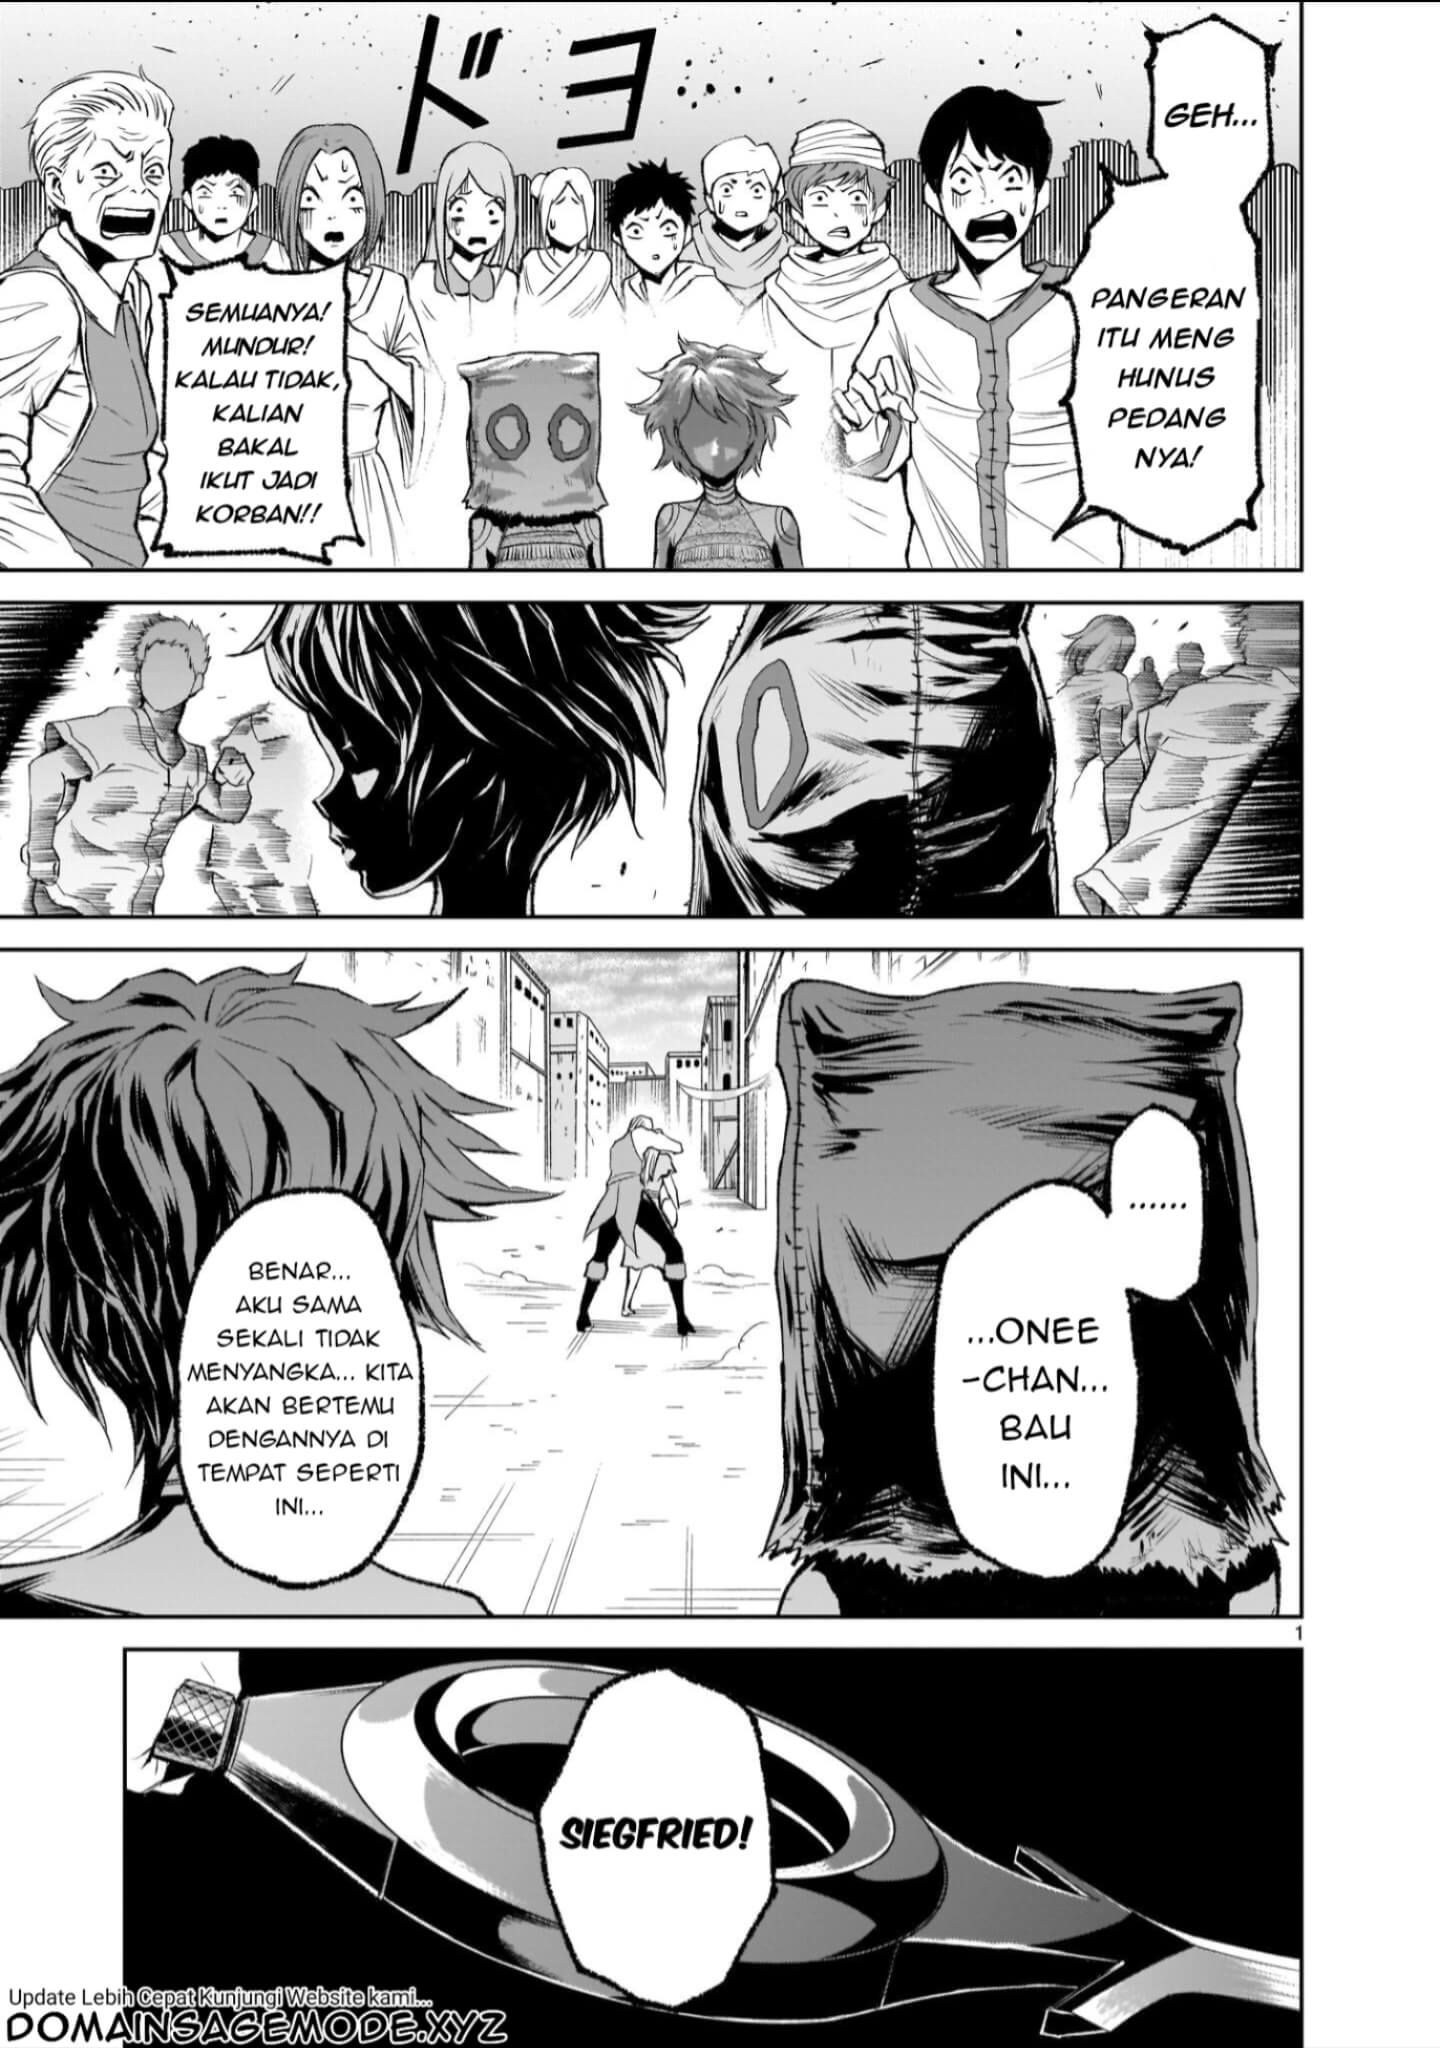 GEH...
PANGERAN
ITU MENG
HUNUS
PEDANG
NYA!
ドヨ...
SEMUANYA!
MUNDUR!
KALAU TIDAK,
KALIAN
BAKAL
IKUT JADI
KORBAN!!
......
...ONEE
-CHAN...
BAU
INI...
BENAR...
AKU SAMA
SEKALI TIDAK
MENYANGKA... KITA
AKAN BERTEMU
DENGANNYA DI
TEMPAT SEPERTI
INI...
1
SIEGFRIED!
Update Lebih Cepat Kunjungi Website kami...
DOMAINSAGEMODE.XYZ